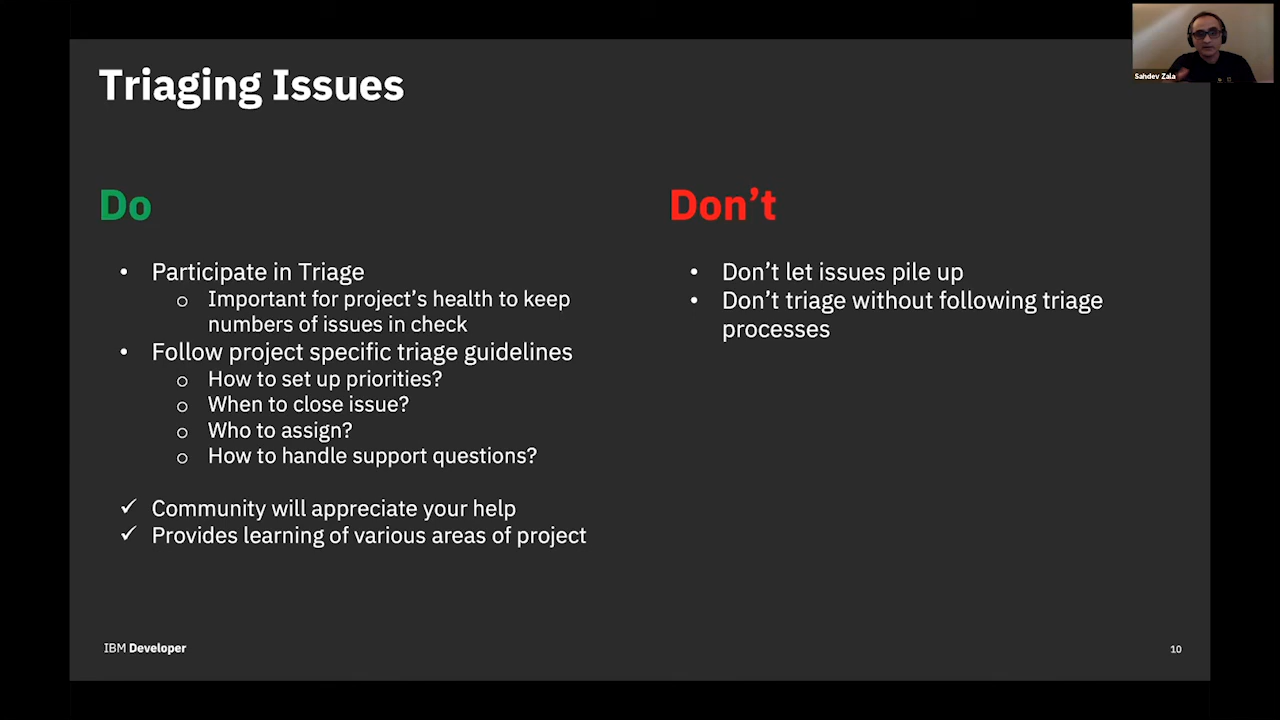 Triaging Issues
Sahdev Zala
Do
• Participate in Triage
o Important for project's health to keep
numbers of issues in check
• Follow project specific triage guidelines
o How to set up priorities?
o When to close issue?
o Who to assign?
o How to handle support questions?
✓ Community will appreciate your help
✓ Provides learning of various areas of project
Don’t
• Don’t let issues pile up
• Don’t triage without following triage
processes
IBM Developer
10